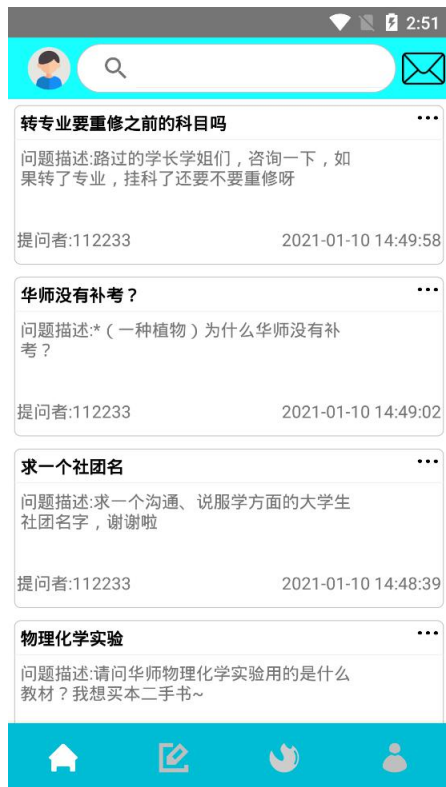 2:51
转专业要重修之前的科目吗
问题描述:路过的学长学姐们，咨询一下，如
果转了专业，挂科了还要不要重修呀
提问者:112233 2021-01-10 14:49:58
华师没有补考？
问题描述:*（一种植物）为什么华师没有补
考？
提问者:112233 2021-01-10 14:49:02
求一个社团名
问题描述:求一个沟通、说服学方面的大学生
社团名字，谢谢啦
提问者:112233 2021-01-10 14:48:39
物理化学实验
问题描述:请问华师物理化学实验用的是什么
教材？我想买本二手书~